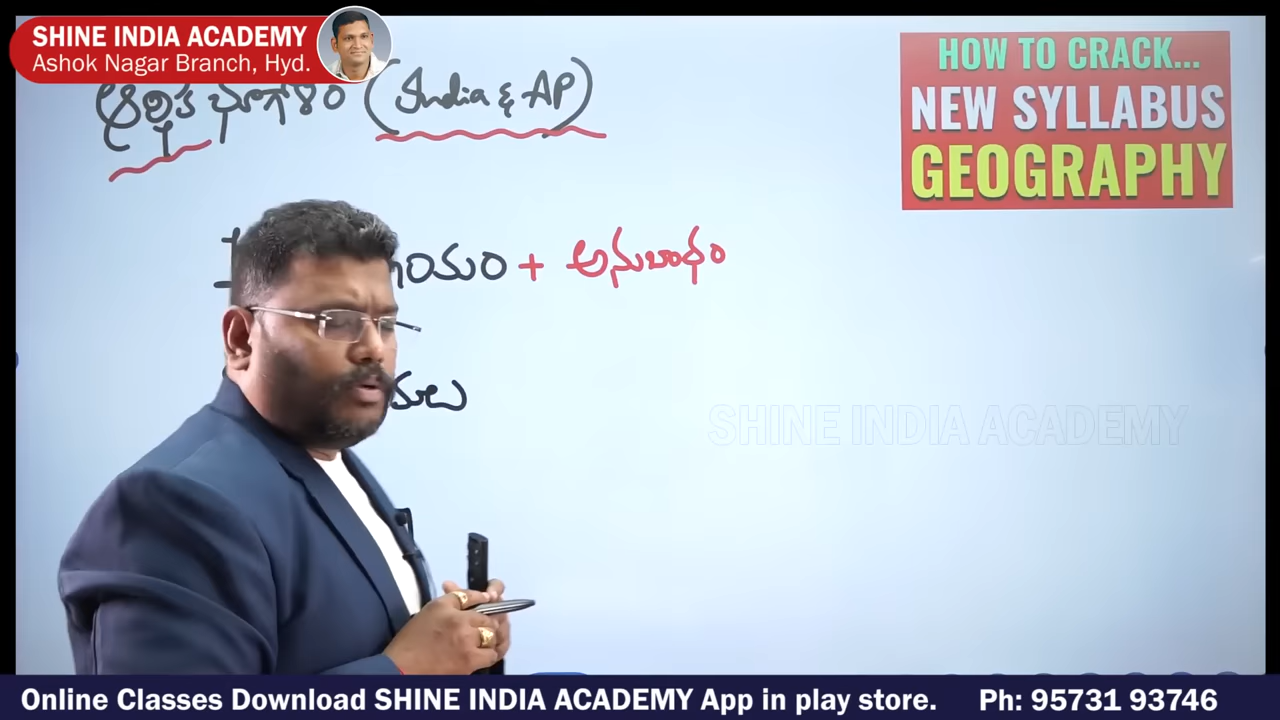 SHINE INDIA ACADEMY
Ashok Nagar Branch, Hyd.
HOW TO CRACK...
NEW SYLLABUS
GEOGRAPHY
ఆర్థిక భూగోళం (India & AP)
+ అనుబంధం
SHINE INDIA ACADEMY
Online Classes Download SHINE INDIA ACADEMY App in play store. Ph: 95731 93746